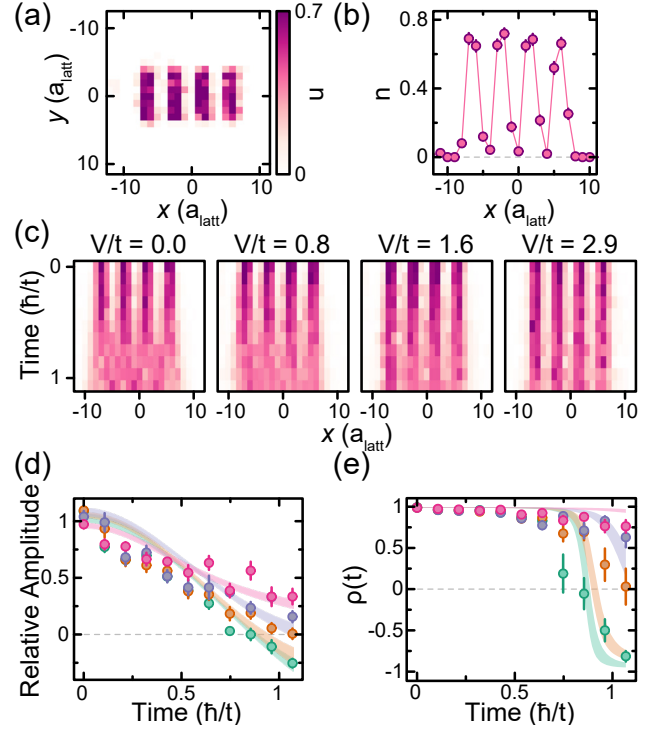 (a)
-10
0
10
y (a_latt)
-10 0 10
x (a_latt)
0.7
n
0
(b)
0.8
0.4
0
n
-10 0 10
x (a_latt)
(c)
V/t = 0.0 V/t = 0.8 V/t = 1.6 V/t = 2.9
0
1
Time (ħ/t)
-10 0 10 -10 0 10 -10 0 10 -10 0 10
x (a_latt)
(d)
1
0.5
0
Relative Amplitude
0 0.5 1
Time (ħ/t)
(e)
1
0.5
0
-0.5
-1
ρ(t)
0 0.5 1
Time (ħ/t)